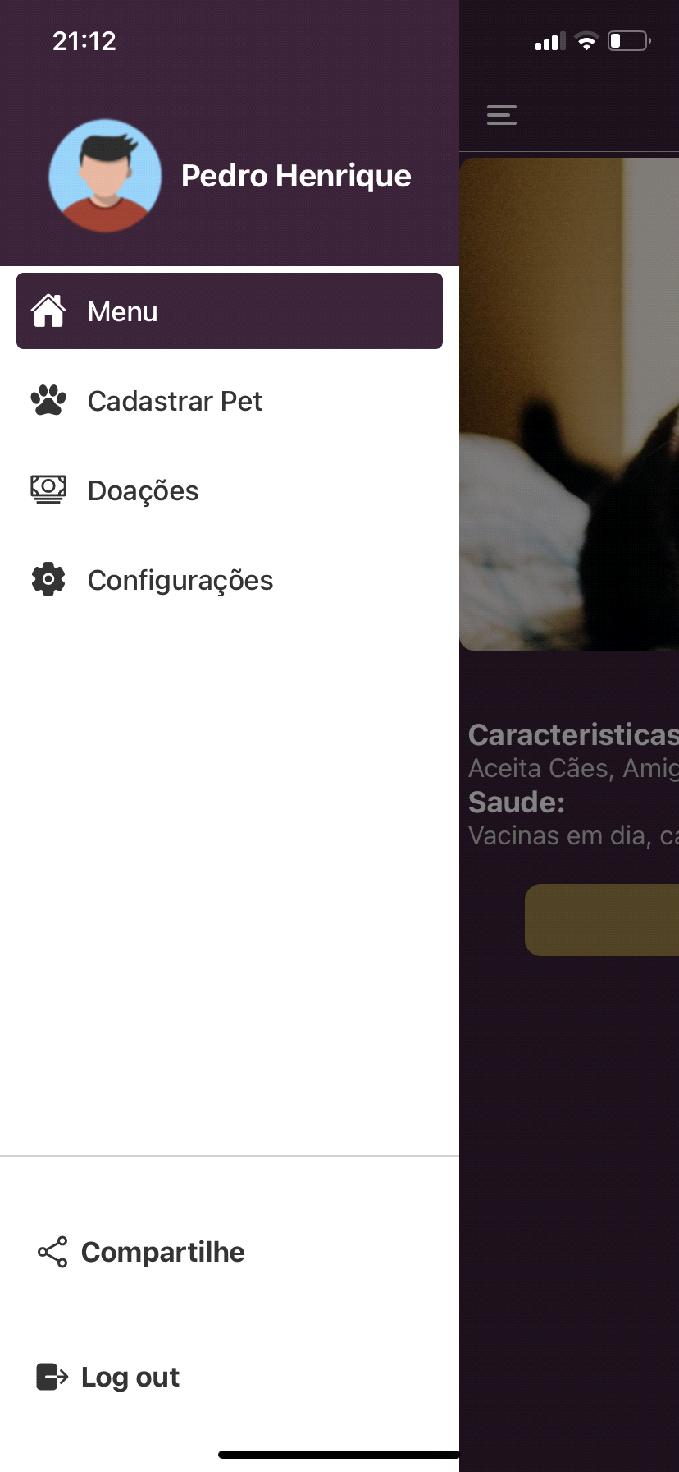 21:12
Pedro Henrique
Menu
Cadastrar Pet
Doações
Configurações
Caracteristicas
Aceita Cães,
Saude:
Vacinas em dia,
Compartilhe
Log out